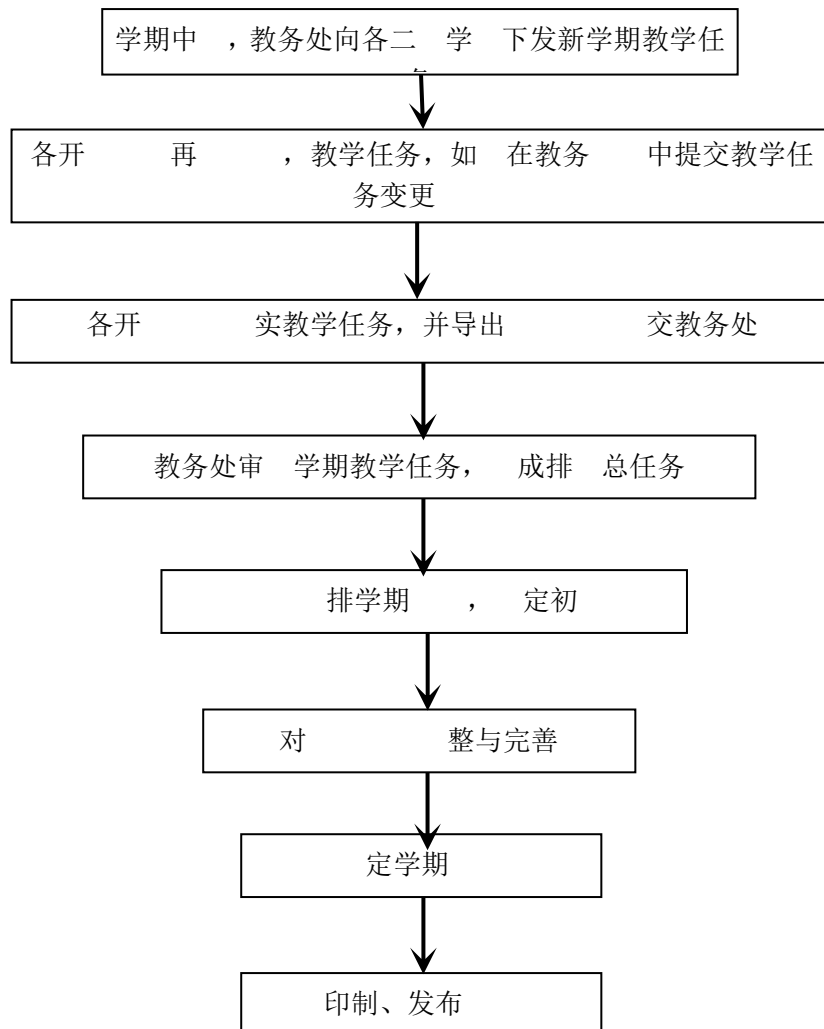 学期中 ，教务处向各二 学 下发新学期教学任
各开 再 ，教学任务，如 在教务 中提交教学任
务变更
各开 实教学任务，并导出 交教务处
教务处审 学期教学任务， 成排 总任务
排学期 ， 定初
对 整与完善
定学期
印制、发布